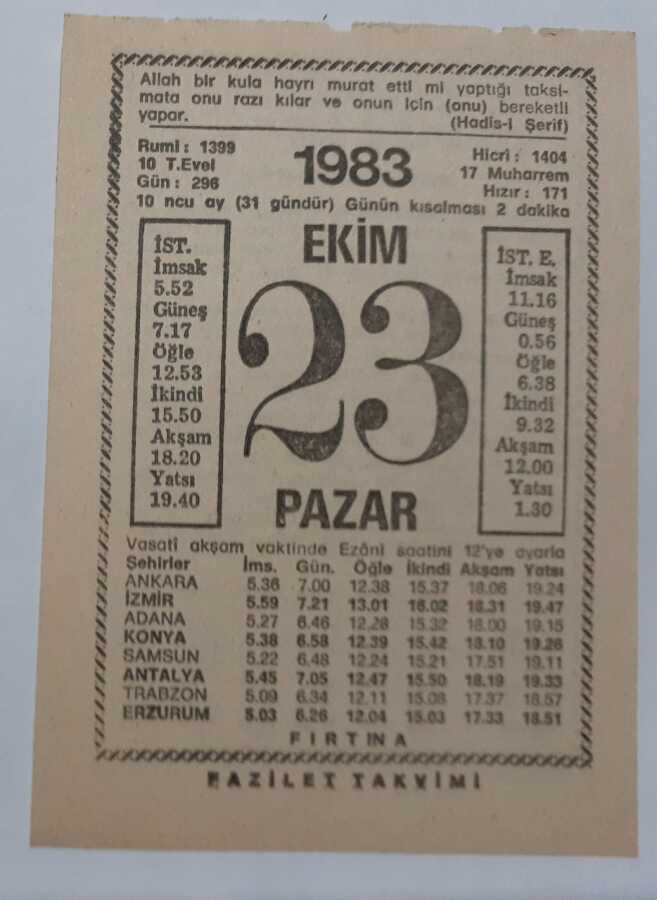 Allah bir kula hayrı murat etti mi yaptığı taksi-
mata onu razı kılar ve onun için (onu) bereketli
yapar. (Hadis-i Şerif)
Rumi : 1399
10 T.Evel
Gün : 296
1983
Hicri : 1404
17 Muharrem
Hızır : 171
10 ncu ay (31 gündür) Günün kısalması 2 dakika
İST.
İmsak
5.52
Güneş
7.17
Öğle
12.53
İkindi
15.50
Akşam
18.20
Yatsı
19.40
EKİM
23
PAZAR
İST. E.
İmsak
11.16
Güneş
0.56
Öğle
6.38
İkindi
9.32
Akşam
12.00
Yatsı
1.30
Vasatî akşam vaktinde Ezânî saatini 12'ye ayarla
Şehirler İms. Gün. Öğle İkindi Akşam Yatsı
ANKARA 5.36 7.00 12.38 15.37 18.06 19.24
İZMİR 5.59 7.21 13.01 16.02 18.31 19.47
ADANA 5.27 6.46 12.28 15.32 18.00 19.15
KONYA 5.38 6.58 12.39 15.42 18.10 19.26
SAMSUN 5.22 6.48 12.24 15.21 17.51 19.11
ANTALYA 5.45 7.05 12.47 15.50 18.19 19.33
TRABZON 5.09 6.34 12.11 15.08 17.37 18.57
ERZURUM 5.03 6.26 12.04 15.03 17.33 18.51
FIRTINA
FAZİLET TAKVİMİ